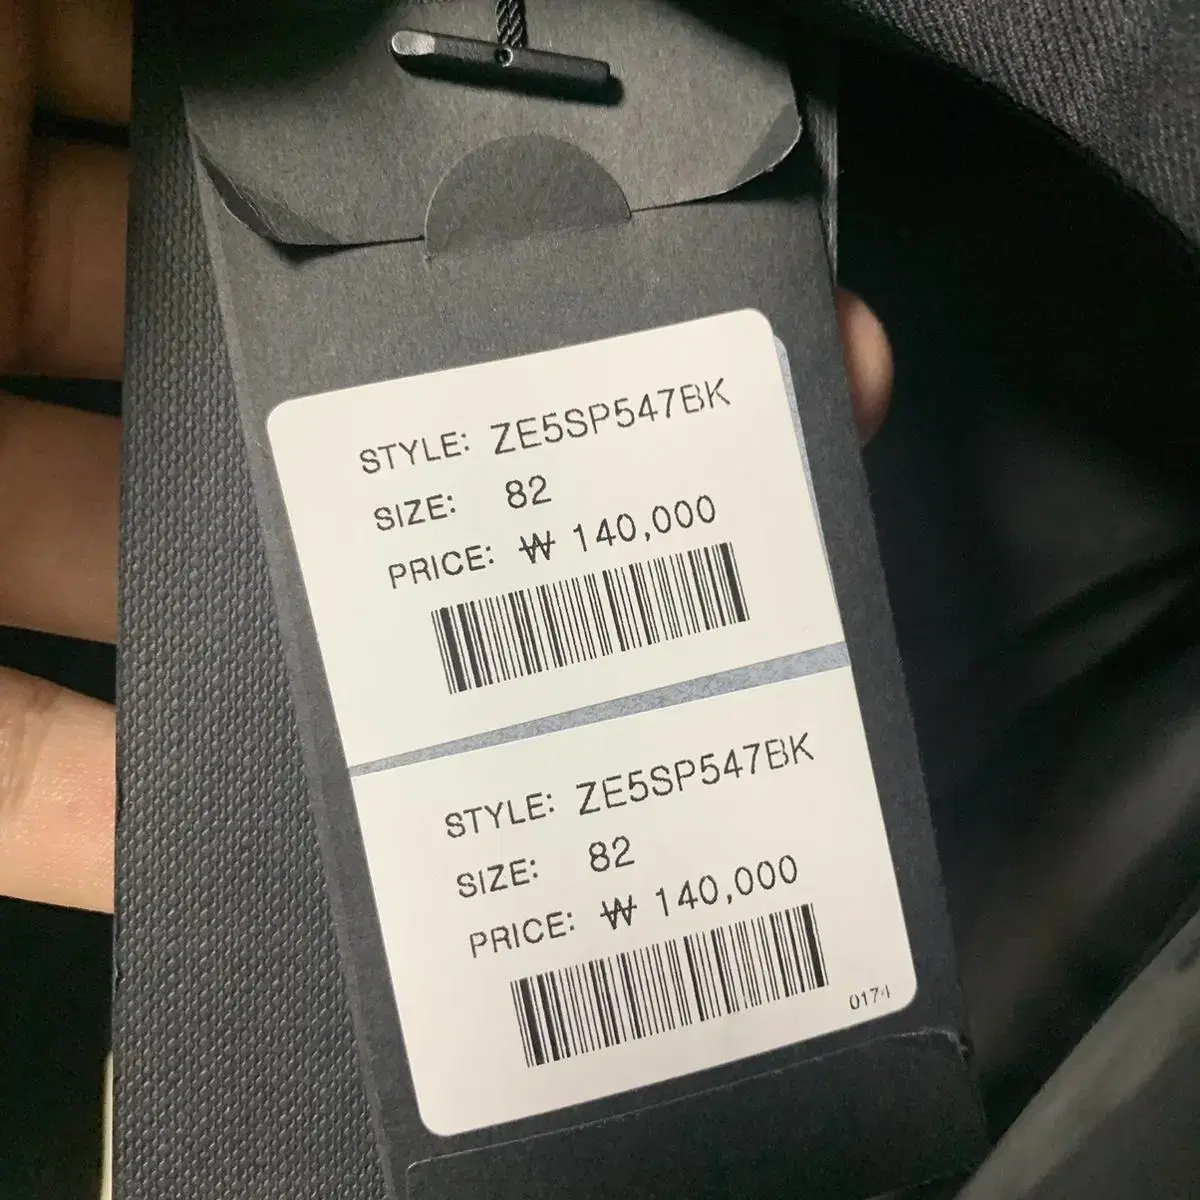 STYLE: ZE5SP547BK
SIZE: 82
PRICE: ₩ 140,000
STYLE: ZE5SP547BK
SIZE: 82
PRICE: ₩ 140,000
0174